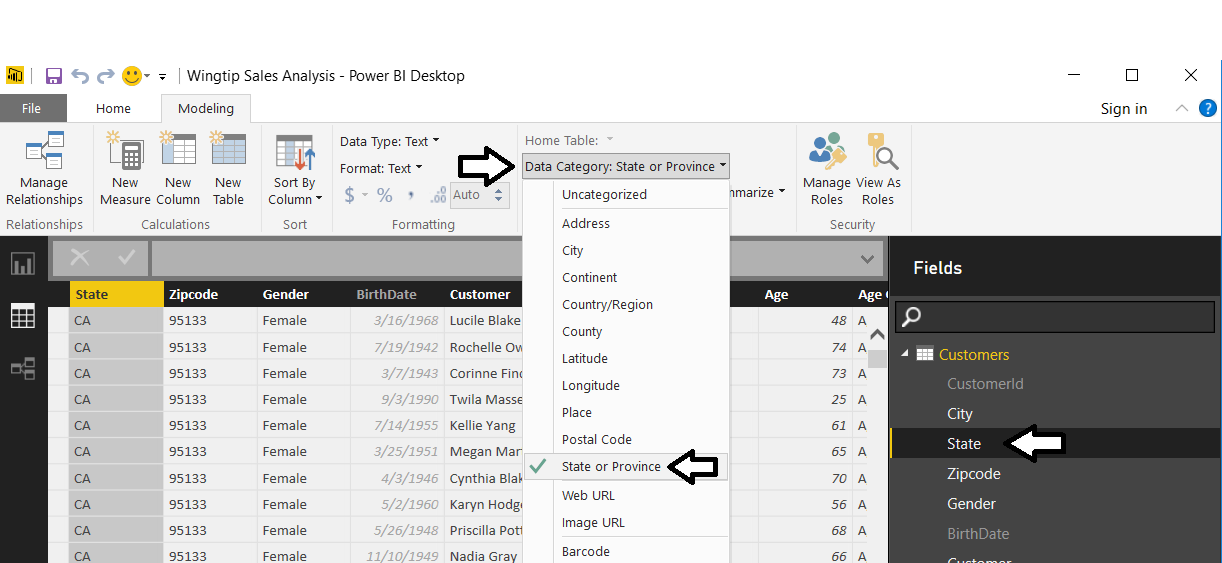 Wingtip Sales Analysis - Power BI Desktop
File Home Modeling Sign in
Manage Relationships
New Measure
New Column
New Table
Sort By Column
Data Type: Text
Format: Text
$ % , .00 Auto
Home Table:
Data Category: State or Province
Manage Roles
View As Roles
Relationships Calculations Sort Formatting Security
Uncategorized
Address
City
Continent
Country/Region
County
Latitude
Longitude
Place
Postal Code
State or Province
Web URL
Image URL
Barcode
State Zipcode Gender BirthDate Customer Age Age
CA 95133 Female 3/16/1968 Lucile Blake 48 A
CA 95133 Female 7/19/1942 Rochelle Ow 74 A
CA 95133 Female 3/7/1943 Corinne Finc 73 A
CA 95133 Female 9/3/1990 Twila Masse 25 A
CA 95133 Female 7/14/1955 Kellie Yang 61 A
CA 95133 Female 3/25/1951 Megan Mar 65 A
CA 95133 Female 4/3/1946 Cynthia Blak 70 A
CA 95133 Female 5/2/1960 Karyn Hodge 56 A
CA 95133 Female 5/26/1948 Priscilla Pott 68 A
CA 95133 Female 11/10/1949 Nadia Gray 66 A
Fields
Customers
CustomerId
City
State
Zipcode
Gender
BirthDate
Customer